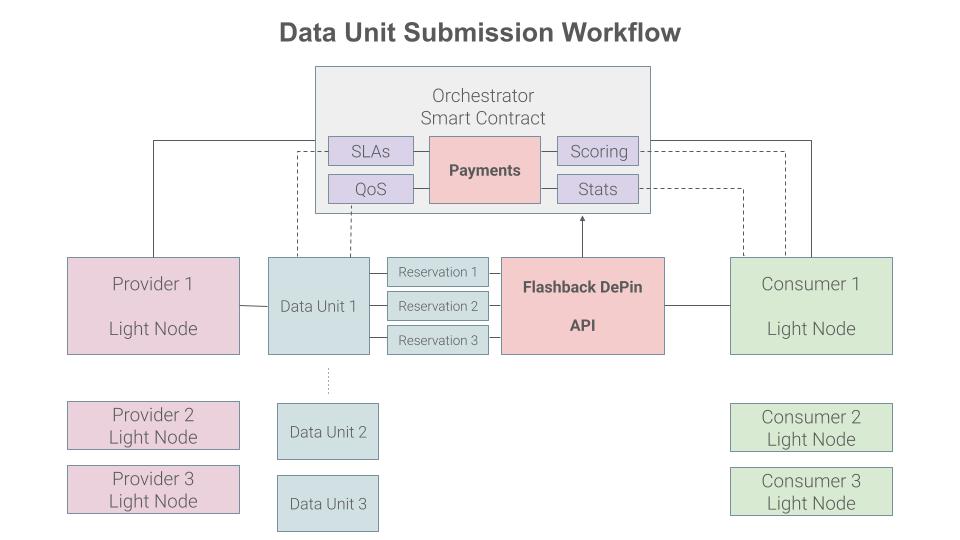 Data Unit Submission Workflow
Orchestrator
Smart Contract
SLAs
Payments
Scoring
QoS
Stats
Provider 1
Light Node
Data Unit 1
Reservation 1
Reservation 2
Reservation 3
Flashback DePin
API
Consumer 1
Light Node
Provider 2
Light Node
Data Unit 2
Consumer 2
Light Node
Provider 3
Light Node
Data Unit 3
Consumer 3
Light Node